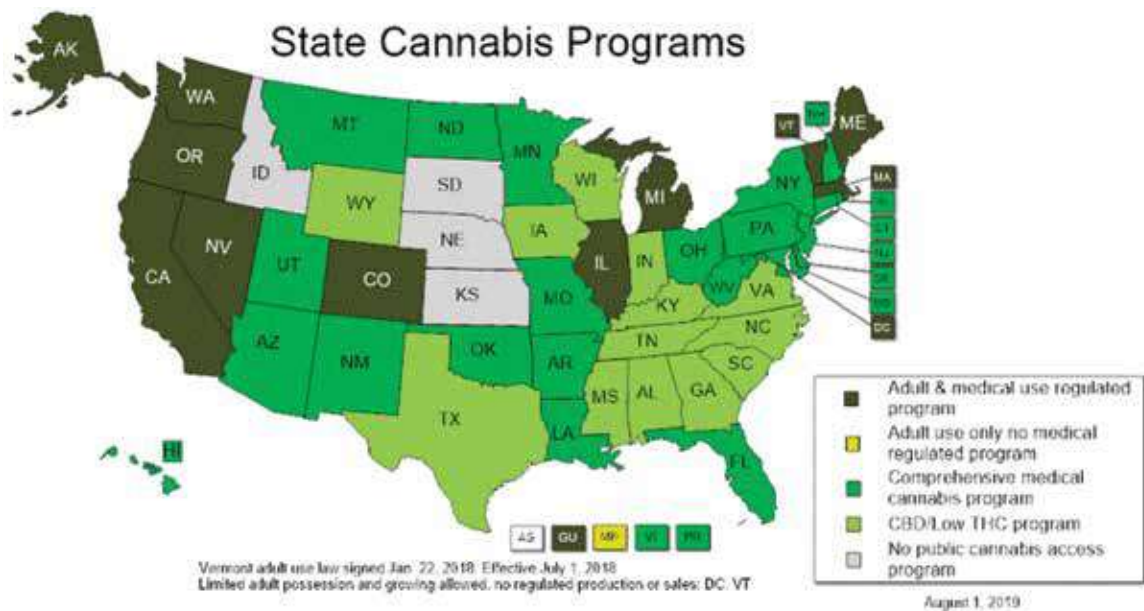 State Cannabis Programs
AK
WA
OR
CA
NV
ID
MT
WY
UT
CO
AZ
NM
ND
SD
NE
KS
OK
TX
MN
IA
MO
AR
LA
WI
IL
MI
IN
OH
KY
TN
MS
AL
GA
FL
SC
NC
VA
WV
PA
NY
VT
NH
ME
MA
RI
CT
NJ
DE
MD
DC
HI
AS
GU
MP
VI
PR
Adult & medical use regulated
program
Adult use only no medical
regulated program
Comprehensive medical
cannabis program
CBD/Low THC program
No public cannabis access
program
Vermont adult use law signed Jan. 22, 2018. Effective July 1, 2018
Limited adult possession and growing allowed, no regulated production or sales: DC, VT
August 1, 2019